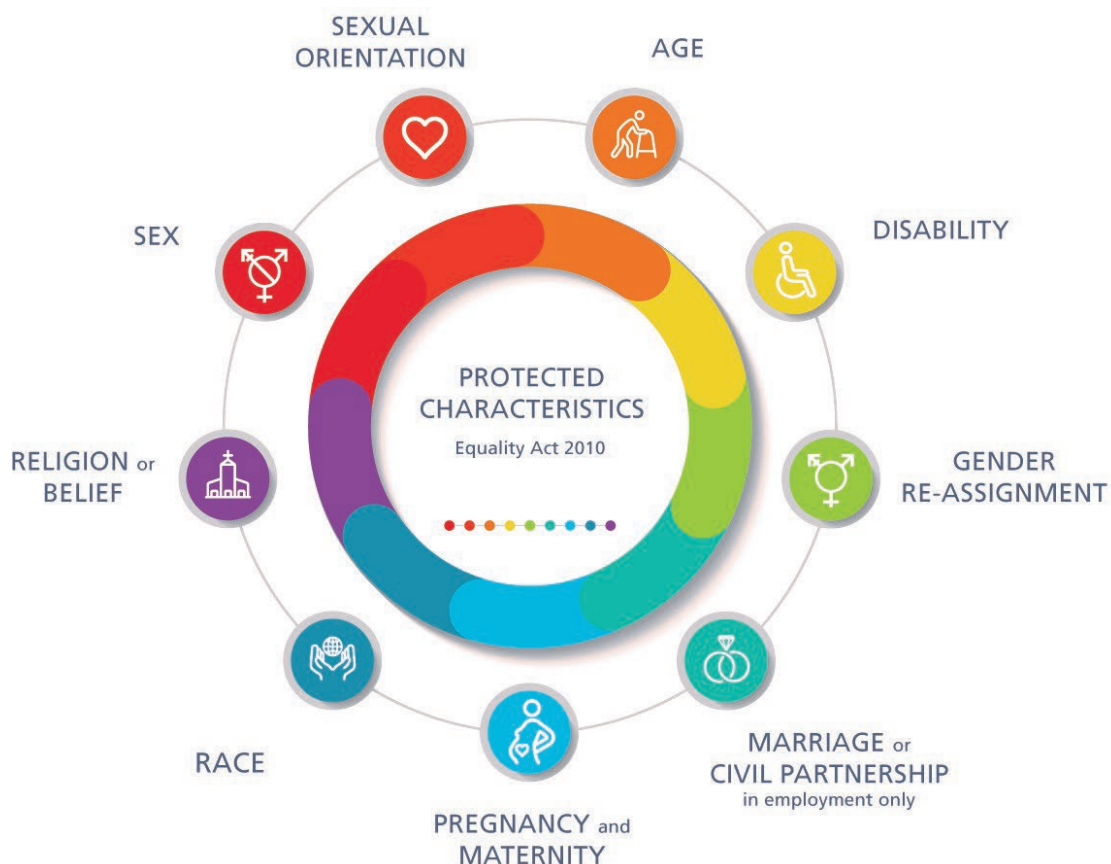 SEXUAL
ORIENTATION
AGE
SEX
DISABILITY
PROTECTED
CHARACTERISTICS
Equality Act 2010
RELIGION or
BELIEF
GENDER
RE-ASSIGNMENT
RACE
MARRIAGE or
CIVIL PARTNERSHIP
in employment only
PREGNANCY and
MATERNITY